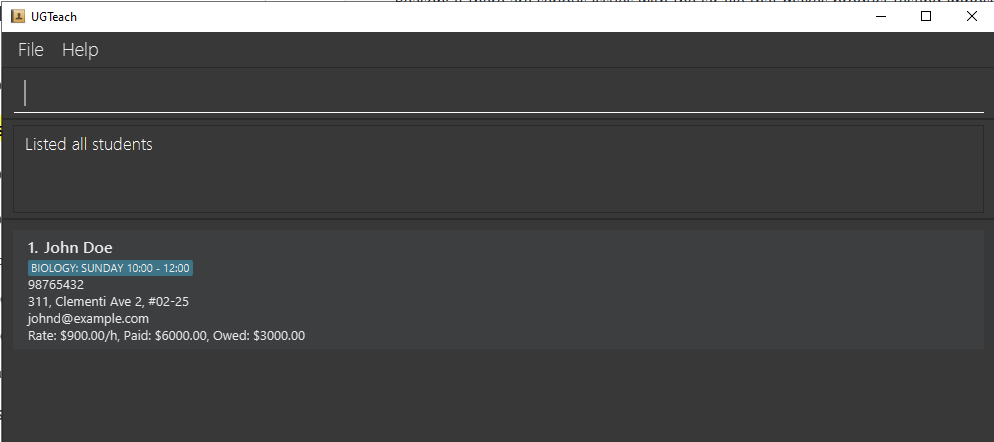 UGTeach
File Help
Listed all students
1. John Doe
BIOLOGY: SUNDAY 10:00 - 12:00
98765432
311, Clementi Ave 2, #02-25
johnd@example.com
Rate: $900.00/h, Paid: $6000.00, Owed: $3000.00